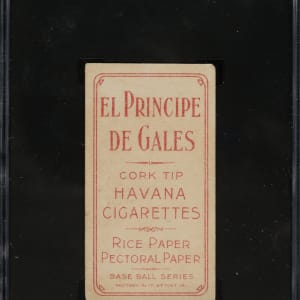 EL PRINCIPE
DE GALES
CORK TIP
HAVANA
CIGARETTES
RICE PAPER
PECTORAL PAPER
BASE BALL SERIES